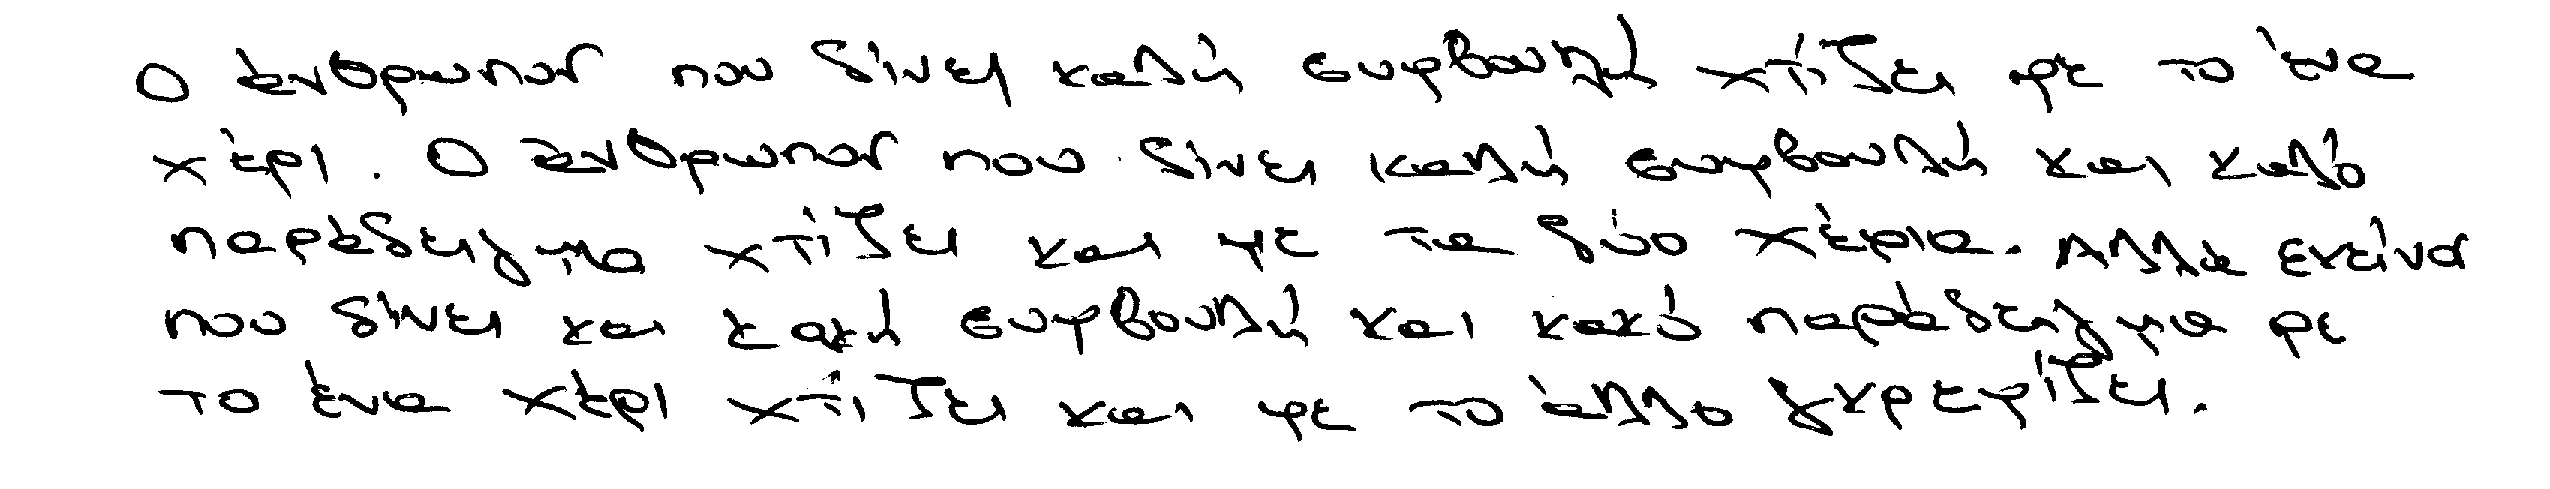 Ο άνθρωπος που δίνει καλή συμβουλή χτίζει με το ένα
χέρι. Ο άνθρωπος που δίνει καλή συμβουλή και καλό
παράδειγμα χτίζει και με τα δύο χέρια. Αλλά εκείνος
που δίνει και κακή συμβουλή και κακό παράδειγμα με
το ένα χέρι χτίζει και με το άλλο γκρεμίζει.